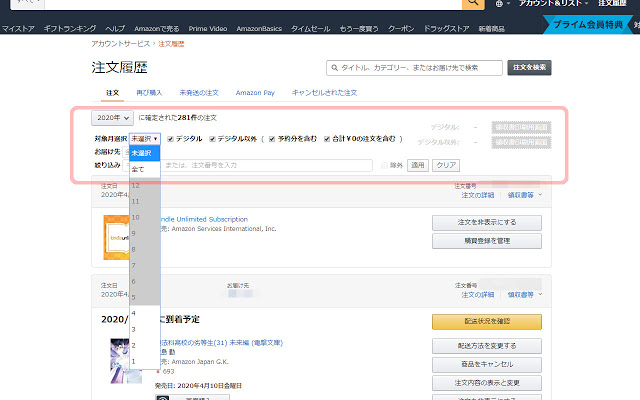 すべて
アカウント&リスト
注
マイストア ギフトランキング ヘルプ Amazonで売る Prime Video AmazonBasics タイムセール もう一度買う クーポン ドラッグストア 新着商品
プライム会員特典 対
アカウントサービス › 注文履歴
注文履歴
タイトル、カテゴリー、またはお届け先で検索 注文を検索
注文 再び購入 未発送の注文 Amazon Pay キャンセルされた注文
2020年 に確定された281件の注文
対象月選択 未選択 デジタル デジタル以外 ( 予約分を含む 合計￥0の注文を含む )
デジタル: - 領収書印刷用画面
デジタル以外: - 領収書印刷用画面
お届け先
絞り込み または、注文番号を入力 除外 適用 クリア
未選択
全て
12
11
10
9
8
7
6
5
4
3
2
1
注文日 注文番号
2020年4 注文の詳細 領収書等
Kindle Unlimited Subscription
売: Amazon Services International, Inc.
注文を非表示にする
購買登録を管理
注文日 お届け先 注文番号
2020年4 注文の詳細 領収書等
2020/ に到着予定
配送状況を確認
法科高校の劣等生(31) 未来編 (電撃文庫)
島 勤
売: Amazon Japan G.K.
￥ 693
発売日: 2020年4月10日金曜日
配送方法を変更する
商品をキャンセル
注文内容の表示と変更